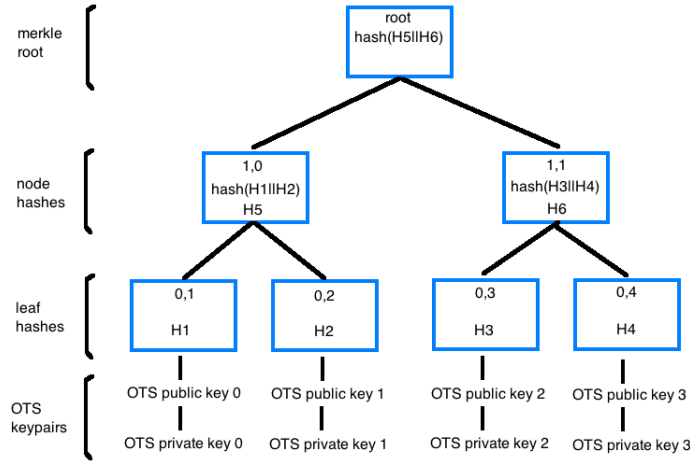 merkle
root
root
hash(H5||H6)
node
hashes
1,0
hash(H1||H2)
H5
1,1
hash(H3||H4)
H6
leaf
hashes
0,1
H1
0,2
H2
0,3
H3
0,4
H4
OTS
keypairs
OTS public key 0
OTS public key 1
OTS public key 2
OTS public key 3
OTS private key 0
OTS private key 1
OTS private key 2
OTS private key 3